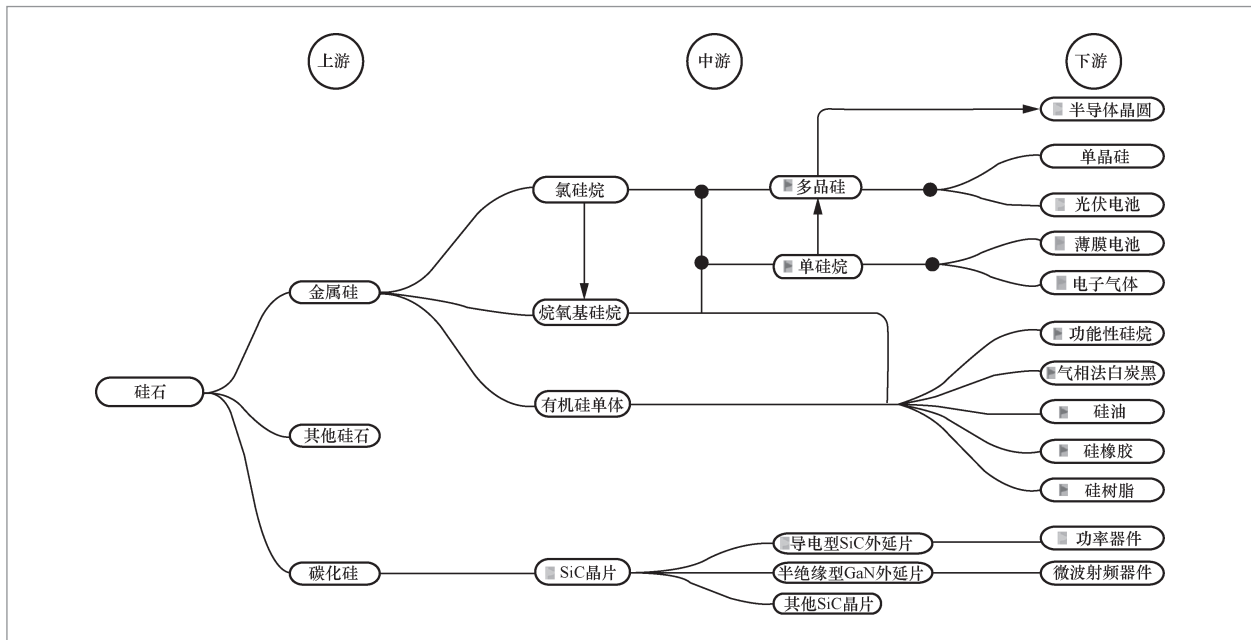 上游
中游
下游
半导体晶圆
氯硅烷
多品硅
单晶硅
光伏电池
单硅烷
薄膜电池
电子气体
金属硅
烷氧基硅烷
功能性硅烷
气相法白炭黑
硅石
有机硅单体
硅油
其他硅石
硅橡胶
硅树脂
碳化硅
SiC晶片
导电型SiC外延片
功率器件
半绝缘型GaN外延片
微波射频器件
其他SiC晶片